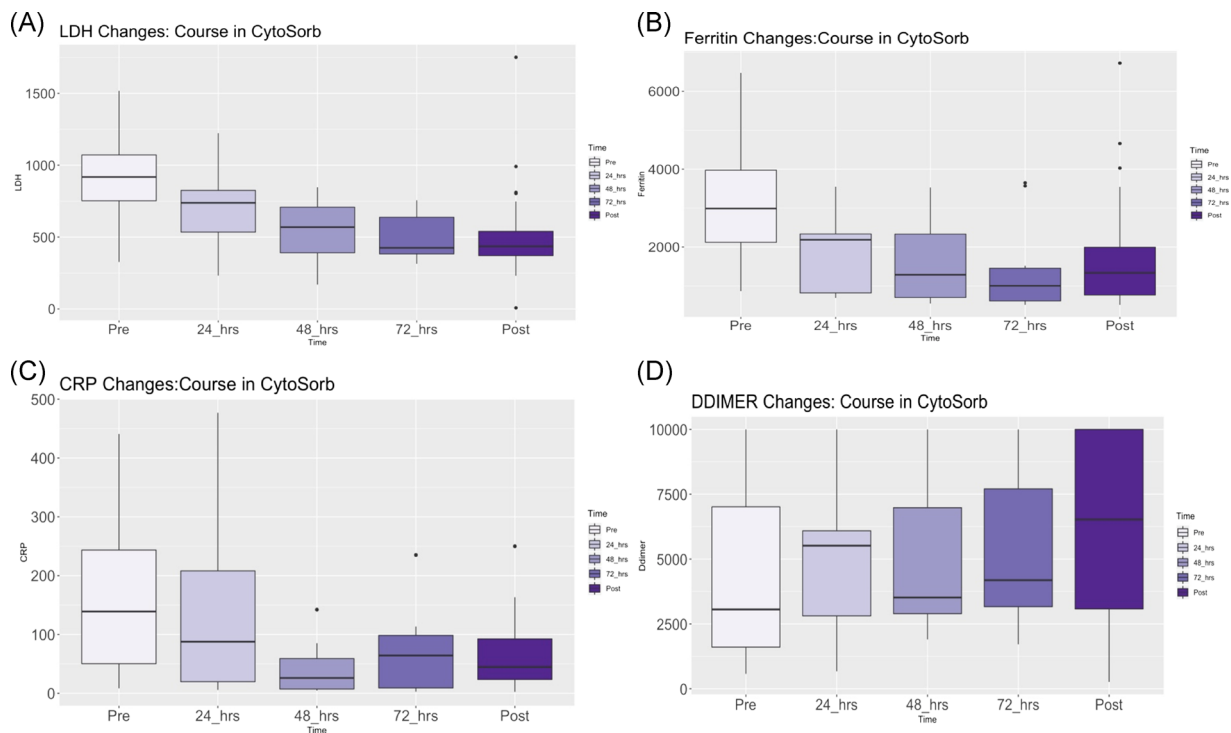 (A)
LDH Changes: Course in CytoSorb
LDH
1500
1000
500
0
Pre 24_hrs 48_hrs 72_hrs Post
Time
Time
Pre
24_hrs
48_hrs
72_hrs
Post
(B)
Ferritin Changes:Course in CytoSorb
Ferritin
6000
4000
2000
Pre 24_hrs 48_hrs 72_hrs Post
Time
Time
Pre
24_hrs
48_hrs
72_hrs
Post
(C)
CRP Changes:Course in CytoSorb
CRP
500
400
300
200
100
0
Pre 24_hrs 48_hrs 72_hrs Post
Time
Time
Pre
24_hrs
48_hrs
72_hrs
Post
(D)
DDIMER Changes: Course in CytoSorb
Ddimer
10000
7500
5000
2500
0
Pre 24_hrs 48_hrs 72_hrs Post
Time
Time
Pre
24_hrs
48_hrs
72_hrs
Post